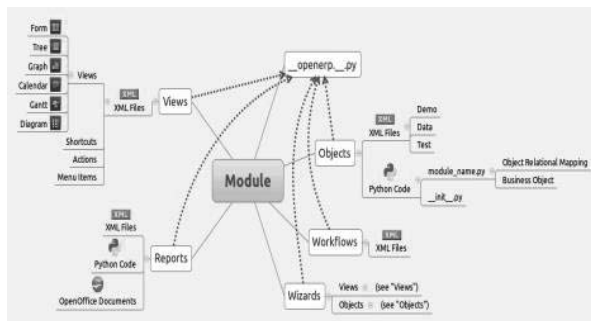 Form
Tree
Graph
Calendar
Gantt
Diagram
Views
XML
XML Files
Views
Shortcuts
Actions
Menu Items
__openerp.__.py
Module
Objects
XML
XML Files
Demo
Data
Test
Python Code
module_name.py
Object Relational Mapping
Business Object
__init__.py
Workflows
XML
XML Files
Wizards
Views (see "Views")
Objects (see "Objects")
Reports
XML
XML Files
Python Code
OpenOffice Documents